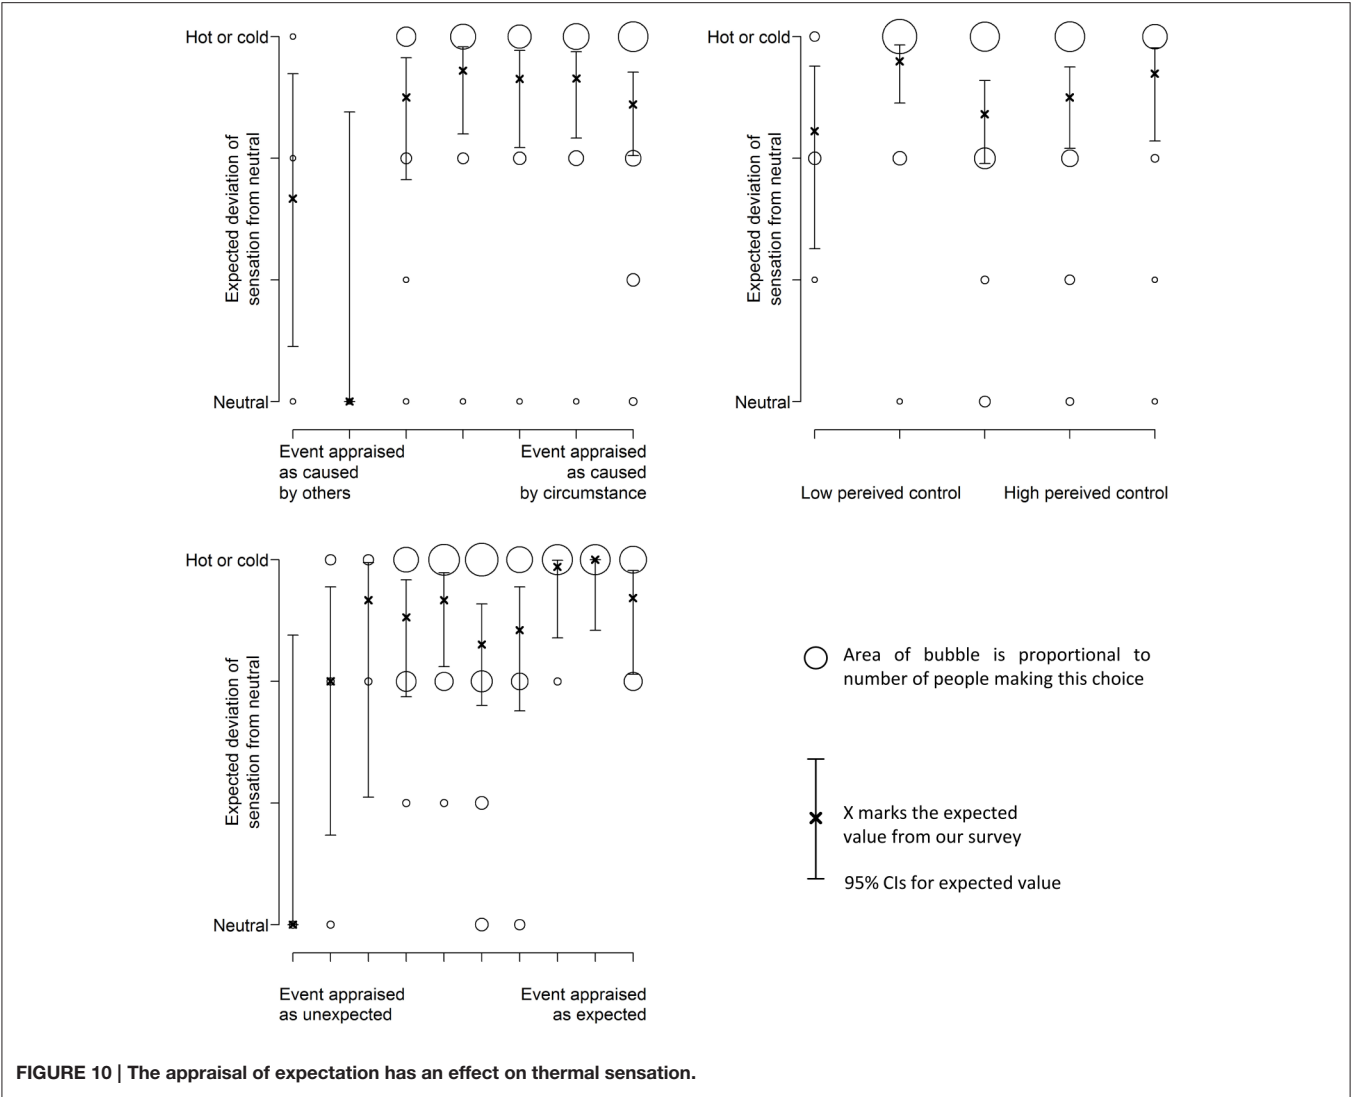 Hot or cold
Expected deviation of
sensation from neutral
Neutral
Event appraised
as caused
by others
Event appraised
as caused
by circumstance
Hot or cold
Expected deviation of
sensation from neutral
Neutral
Low pereived control
High pereived control
Hot or cold
Expected deviation of
sensation from neutral
Neutral
Event appraised
as unexpected
Event appraised
as expected
Area of bubble is proportional to
number of people making this choice
X marks the expected
value from our survey
95% CIs for expected value
FIGURE 10 | The appraisal of expectation has an effect on thermal sensation.